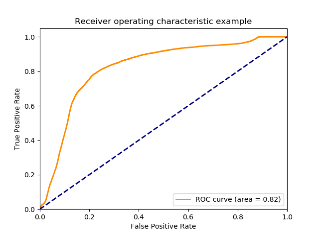 Receiver operating characteristic example
True Positive Rate
1.0
0.8
0.6
0.4
0.2
0.0
ROC curve (area = 0.82)
0.0 0.2 0.4 0.6 0.8 1.0
False Positive Rate